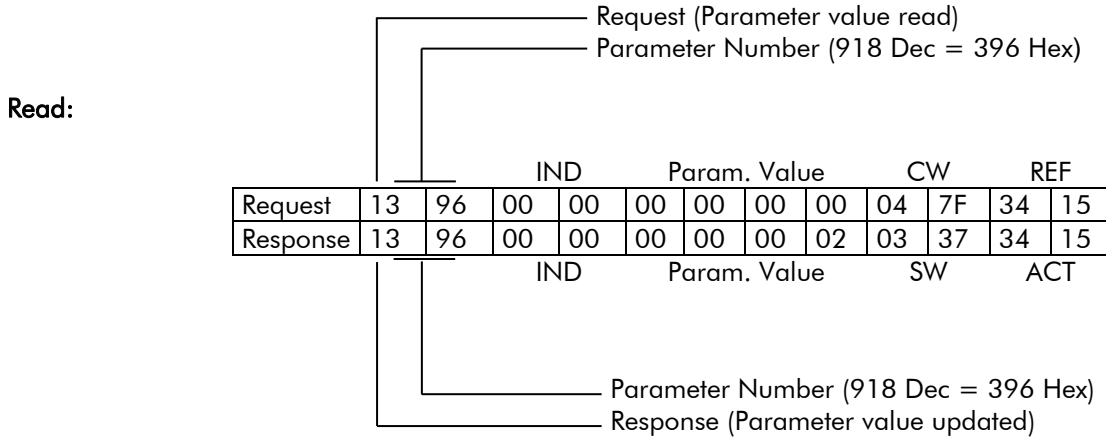 Request (Parameter value read)
Parameter Number (918 Dec = 396 Hex)
Read:
IND Param. Value CW REF
Request 13 96 00 00 00 00 00 00 04 7F 34 15
Response 13 96 00 00 00 00 00 02 03 37 34 15
IND Param. Value SW ACT
Parameter Number (918 Dec = 396 Hex)
Response (Parameter value updated)